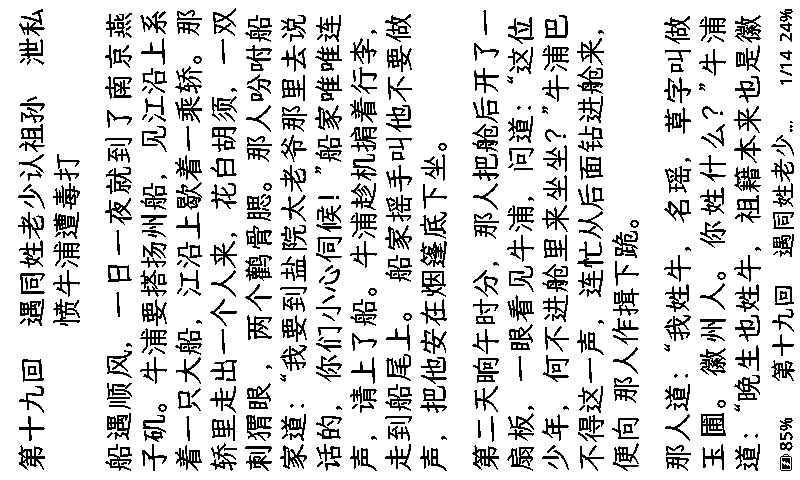 第十九回　遇同姓老少认祖孙　泄私
愤牛浦遭毒打
船遇顺风，一日一夜就到了南京燕
子矶。牛浦要搭扬州船，见江沿上系
着一只大船，江沿上歇着一乘轿。那
轿里走出一个人来，花白胡须，一双
刺猬眼，两个鹳骨腮。那人吩咐船
家道：“我要到盐院太老爷那里去说
话的，你们小心伺候！”船家唯唯连
声，请上了船。牛浦趁机掮着行李，
走到船尾上。船家摇手叫他不要做
声，把他安在烟篷底下坐。
第二天晌午时分，那人把舱后开了一
扇板，一眼看见牛浦，问道：“这位
少年，何不进舱里来坐坐？”牛浦巴
不得这一声，连忙从后面钻进舱来，
便向 那人作揖下跪。
那人道：“我姓牛，名瑶，草字叫做
玉圃。徽州人。你姓什么？”牛浦
道：“晚生也姓牛，祖籍本来也是徽
85%　第十九回　遇同姓老少…　1/14 24%